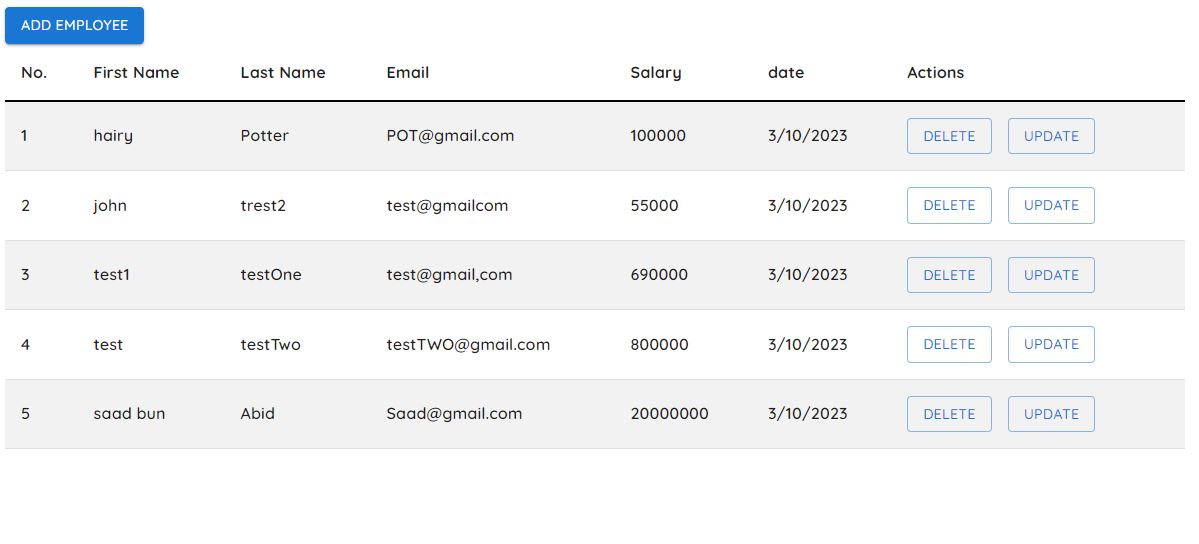 ADD EMPLOYEE
No. First Name Last Name Email Salary date Actions
1 hairy Potter POT@gmail.com 100000 3/10/2023 DELETE UPDATE
2 john trest2 test@gmailcom 55000 3/10/2023 DELETE UPDATE
3 test1 testOne test@gmail,com 690000 3/10/2023 DELETE UPDATE
4 test testTwo testTWO@gmail.com 800000 3/10/2023 DELETE UPDATE
5 saad bun Abid Saad@gmail.com 20000000 3/10/2023 DELETE UPDATE